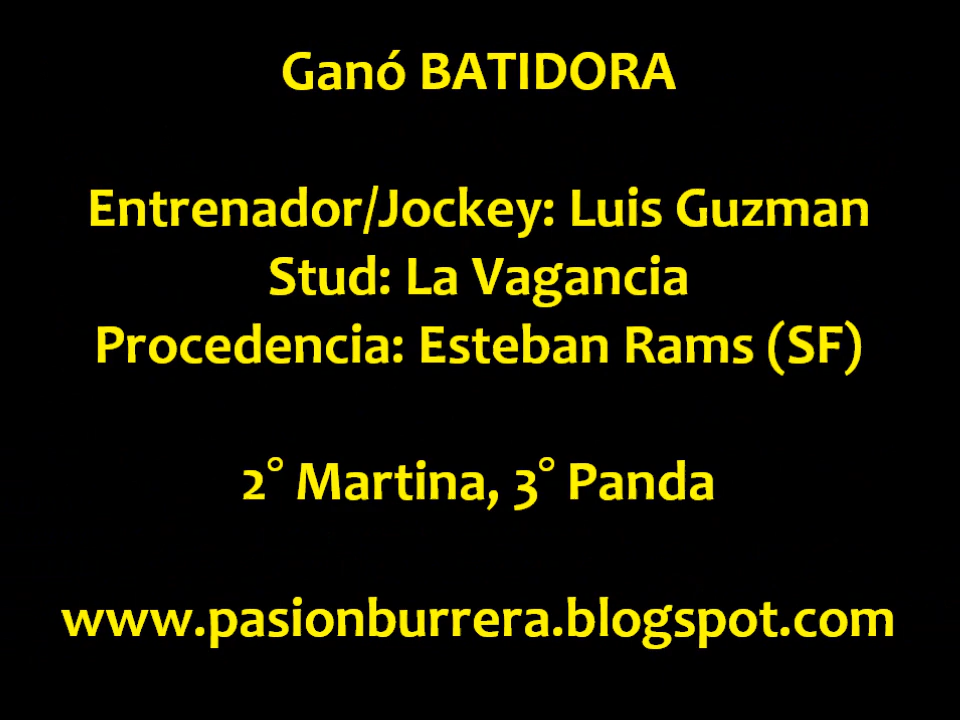 Ganó BATIDORA
Entrenador/Jockey: Luis Guzman
Stud: La Vagancia
Procedencia: Esteban Rams (SF)
2° Martina, 3° Panda
www.pasionburrera.blogspot.com